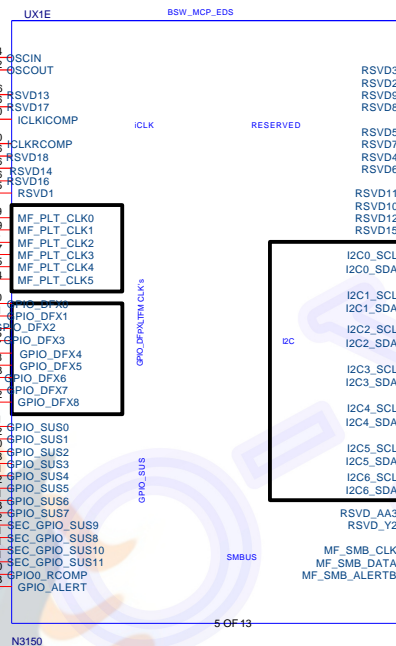 UX1E
BSW_MCP_EDS
OSCIN
OSCOUT
RSVD13
RSVD17
ICLKICOMP
ICLKRCOMP
RSVD18
RSVD14
RSVD16
RSVD1
MF_PLT_CLK0
MF_PLT_CLK1
MF_PLT_CLK2
MF_PLT_CLK3
MF_PLT_CLK4
MF_PLT_CLK5
GPIO_DFX0
GPIO_DFX1
GPIO_DFX2
GPIO_DFX3
GPIO_DFX4
GPIO_DFX5
GPIO_DFX6
GPIO_DFX7
GPIO_DFX8
GPIO_SUS0
GPIO_SUS1
GPIO_SUS2
GPIO_SUS3
GPIO_SUS4
GPIO_SUS5
GPIO_SUS6
GPIO_SUS7
SEC_GPIO_SUS9
SEC_GPIO_SUS8
SEC_GPIO_SUS10
SEC_GPIO_SUS11
GPIO0_RCOMP
GPIO_ALERT
iCLK
GPIO_SUS
RESERVED
I2C
SMBUS
RSVD3
RSVD2
RSVD9
RSVD8
RSVD5
RSVD7
RSVD4
RSVD6
RSVD11
RSVD10
RSVD12
RSVD15
I2C0_SCL
I2C0_SDA
I2C1_SCL
I2C1_SDA
I2C2_SCL
I2C2_SDA
I2C3_SCL
I2C3_SDA
I2C4_SCL
I2C4_SDA
I2C5_SCL
I2C5_SDA
I2C6_SCL
I2C6_SDA
RSVD_AA3
RSVD_Y2
MF_SMB_CLK
MF_SMB_DATA
MF_SMB_ALERTB
5 OF 13
N3150